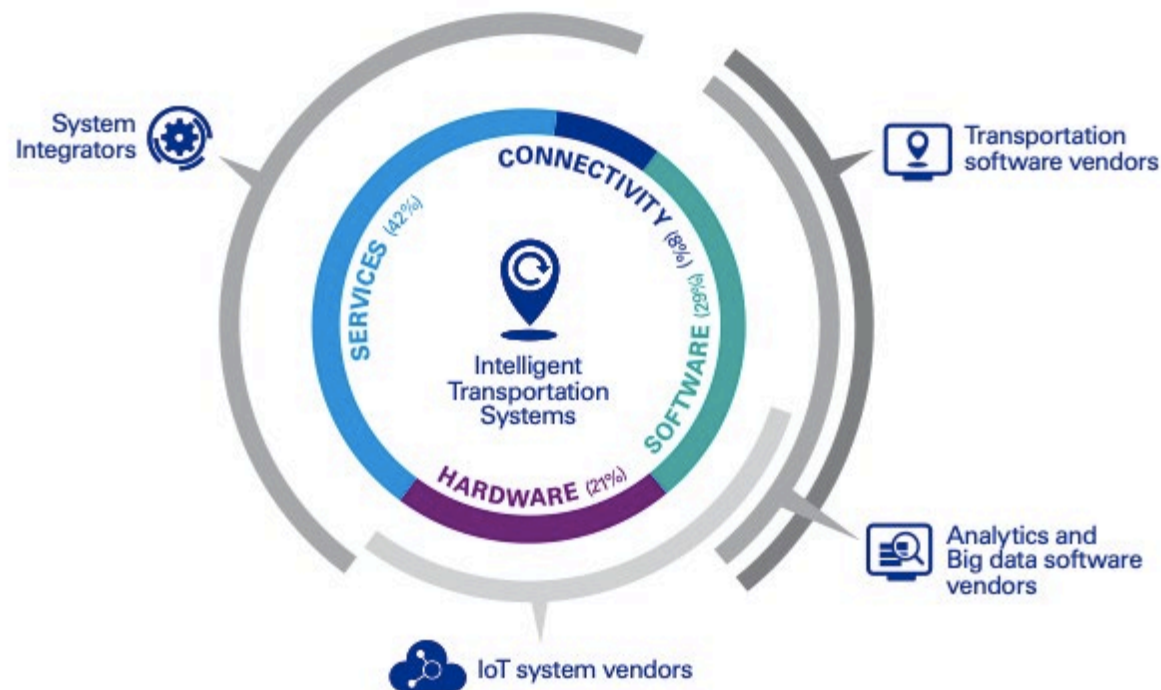 System
Integrators
CONNECTIVITY (8%)
Transportation
software vendors
SERVICES (42%)
SOFTWARE (29%)
Intelligent
Transportation
Systems
HARDWARE (21%)
Analytics and
Big data software
vendors
IoT system vendors